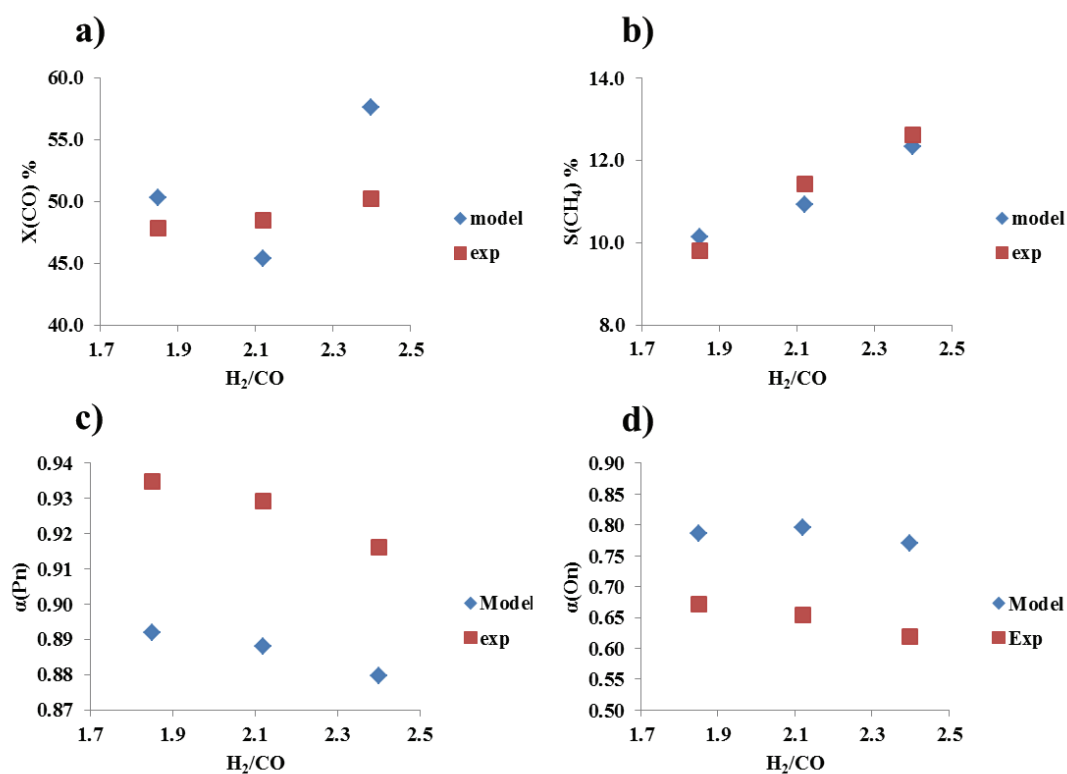 a)
60.0
55.0
50.0
45.0
40.0
X(CO) %
1.7 1.9 2.1 2.3 2.5
H₂/CO
model
exp
b)
14.0
12.0
10.0
8.0
S(CH₄) %
1.7 1.9 2.1 2.3 2.5
H₂/CO
model
exp
c)
0.94
0.93
0.92
0.91
0.90
0.89
0.88
0.87
α(Pn)
1.7 1.9 2.1 2.3 2.5
H₂/CO
Model
exp
d)
0.90
0.85
0.80
0.75
0.70
0.65
0.60
0.55
0.50
α(On)
1.7 1.9 2.1 2.3 2.5
H₂/CO
Model
Exp